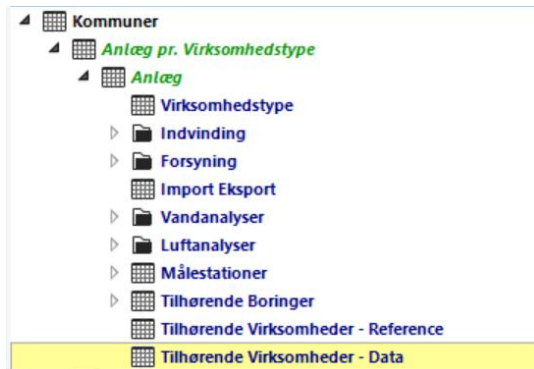 Kommuner
Anlæg pr. Virksomhedstype
Anlæg
Virksomhedstype
Indvinding
Forsyning
Import Eksport
Vandanalyser
Luftanalyser
Målestationer
Tilhørende Boringer
Tilhørende Virksomheder - Reference
Tilhørende Virksomheder - Data